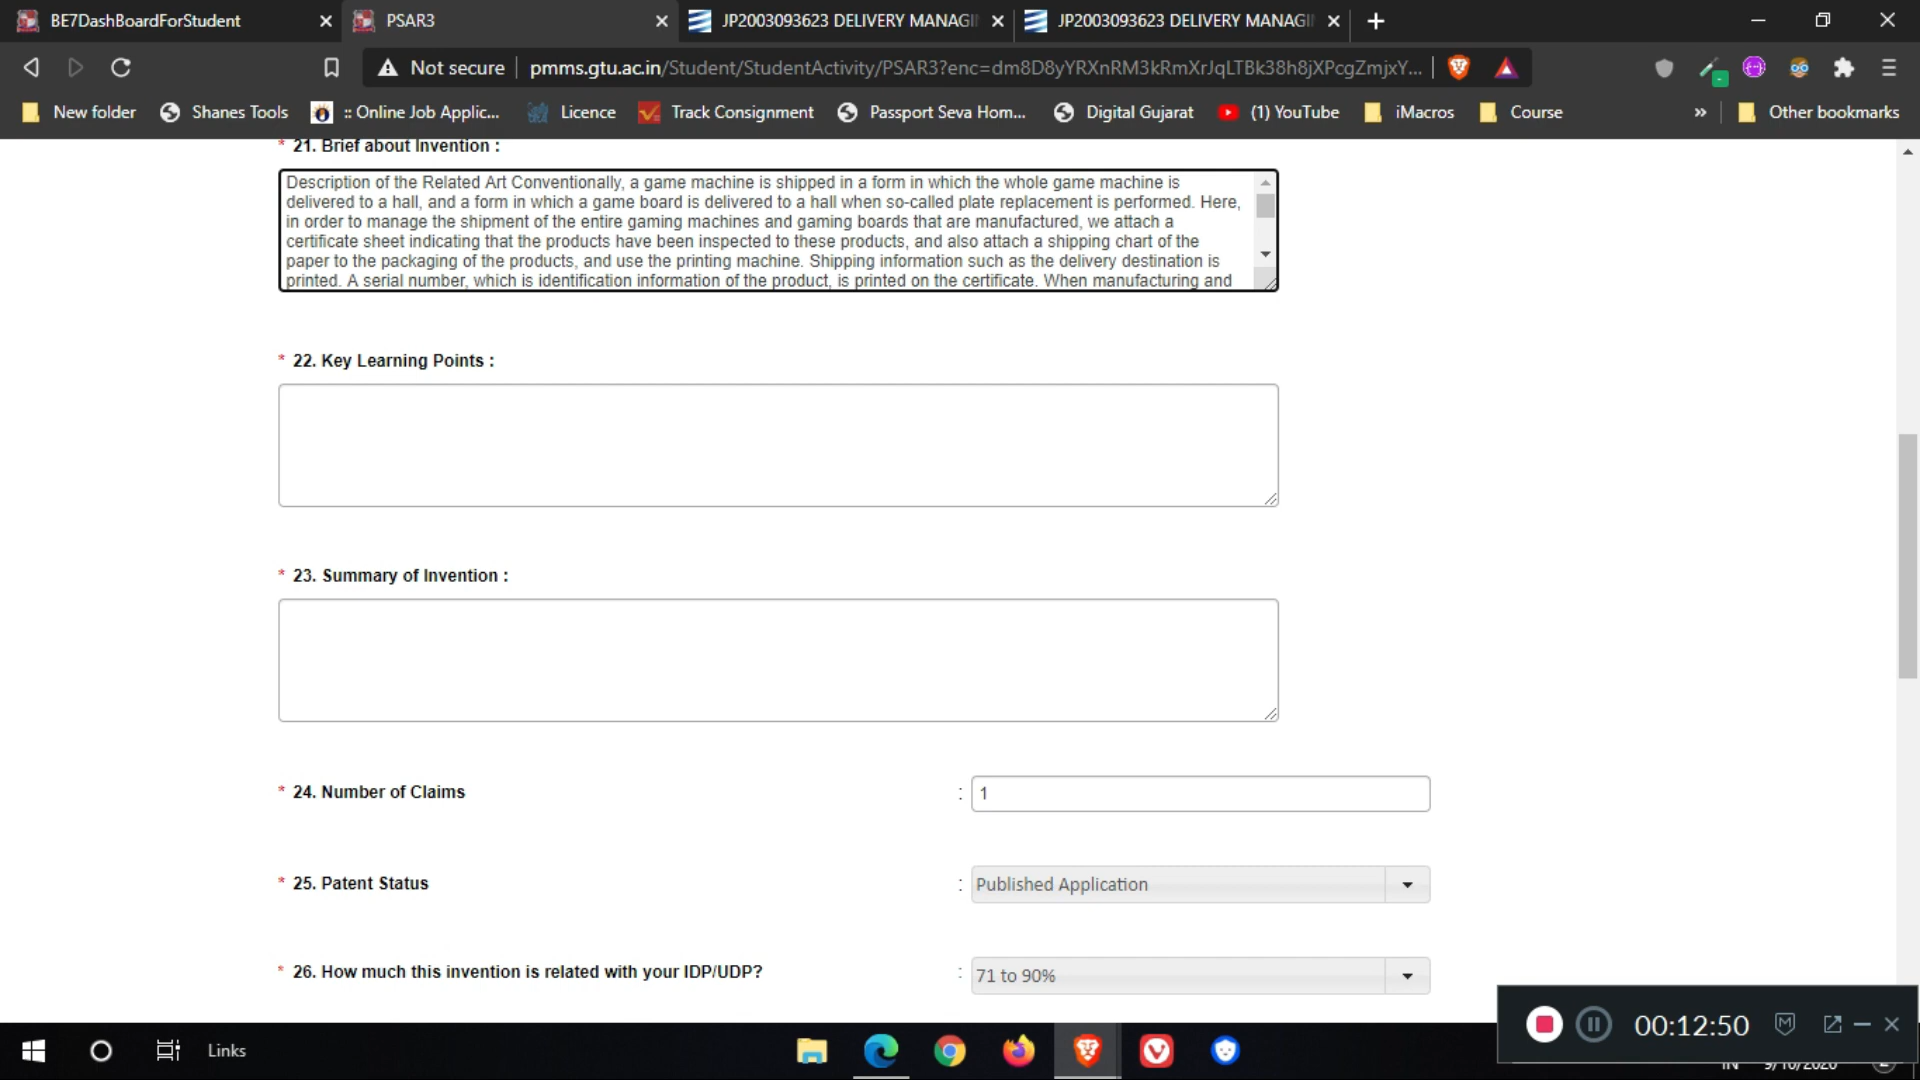 BE7DashBoardForStudent
PSAR3
JP2003093623 DELIVERY MANAGI
JP2003093623 DELIVERY MANAGI
Not secure
pmms.gtu.ac.in/Student/StudentActivity/PSAR3?enc=dm8D8yYRXnRM3kRmXrJqLTBk38h8jXPcgZmjxY...
New folder
Shanes Tools
:: Online Job Applic...
Licence
Track Consignment
Passport Seva Hom...
Digital Gujarat
(1) YouTube
iMacros
Course
»
Other bookmarks
* 21. Brief about Invention :
Description of the Related Art Conventionally, a game machine is shipped in a form in which the whole game machine is
delivered to a hall, and a form in which a game board is delivered to a hall when so-called plate replacement is performed. Here,
in order to manage the shipment of the entire gaming machines and gaming boards that are manufactured, we attach a
certificate sheet indicating that the products have been inspected to these products, and also attach a shipping chart of the
paper to the packaging of the products, and use the printing machine. Shipping information such as the delivery destination is
printed. A serial number, which is identification information of the product, is printed on the certificate. When manufacturing and
* 22. Key Learning Points :
* 23. Summary of Invention :
* 24. Number of Claims : 1
* 25. Patent Status : Published Application
* 26. How much this invention is related with your IDP/UDP? : 71 to 90%
00:12:50
Links
IN
9/10/2020